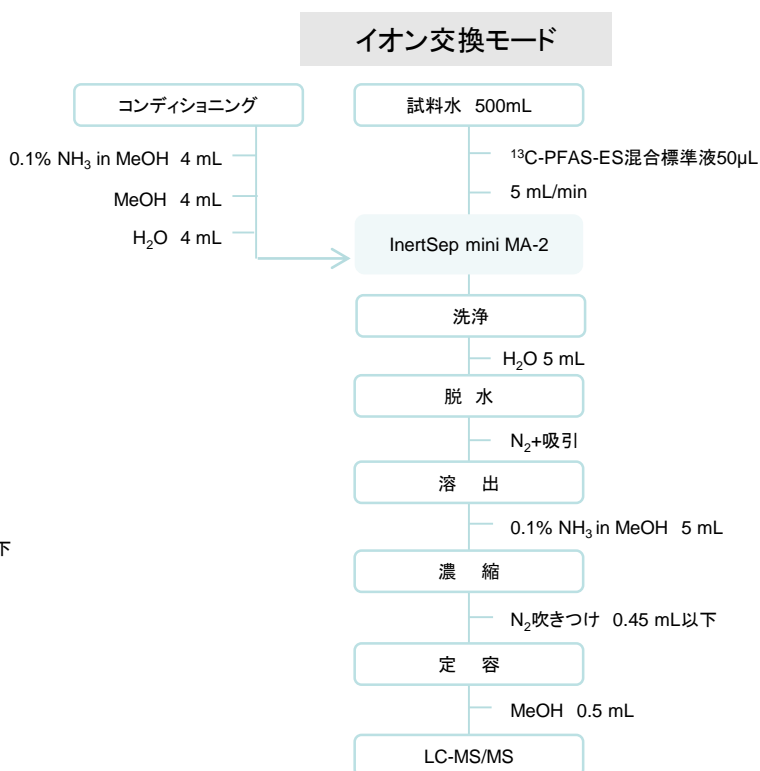 イオン交換モード
コンディショニング
0.1% NH₃ in MeOH 4 mL
MeOH 4 mL
H₂O 4 mL
試料水 500mL
¹³C-PFAS-ES混合標準液50μL
5 mL/min
InertSep mini MA-2
洗浄
H₂O 5 mL
脱 水
N₂+吸引
溶 出
0.1% NH₃ in MeOH 5 mL
下
濃 縮
N₂吹きつけ 0.45 mL以下
定 容
MeOH 0.5 mL
LC-MS/MS